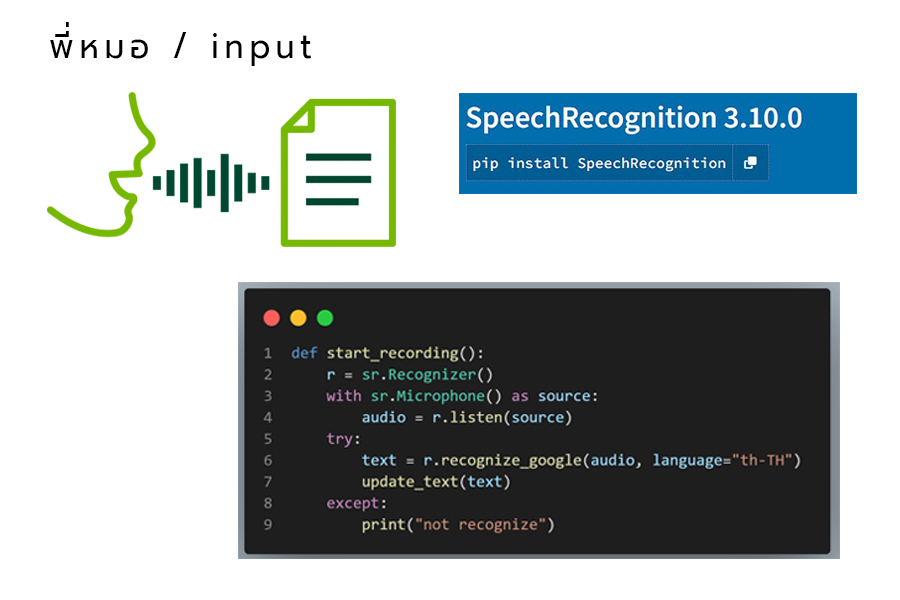 พี่หมอ / input
SpeechRecognition 3.10.0
pip install SpeechRecognition
1 def start_recording():
2     r = sr.Recognizer()
3     with sr.Microphone() as source:
4         audio = r.listen(source)
5     try:
6         text = r.recognize_google(audio, language="th-TH")
7         update_text(text)
8     except:
9         print("not recognize")